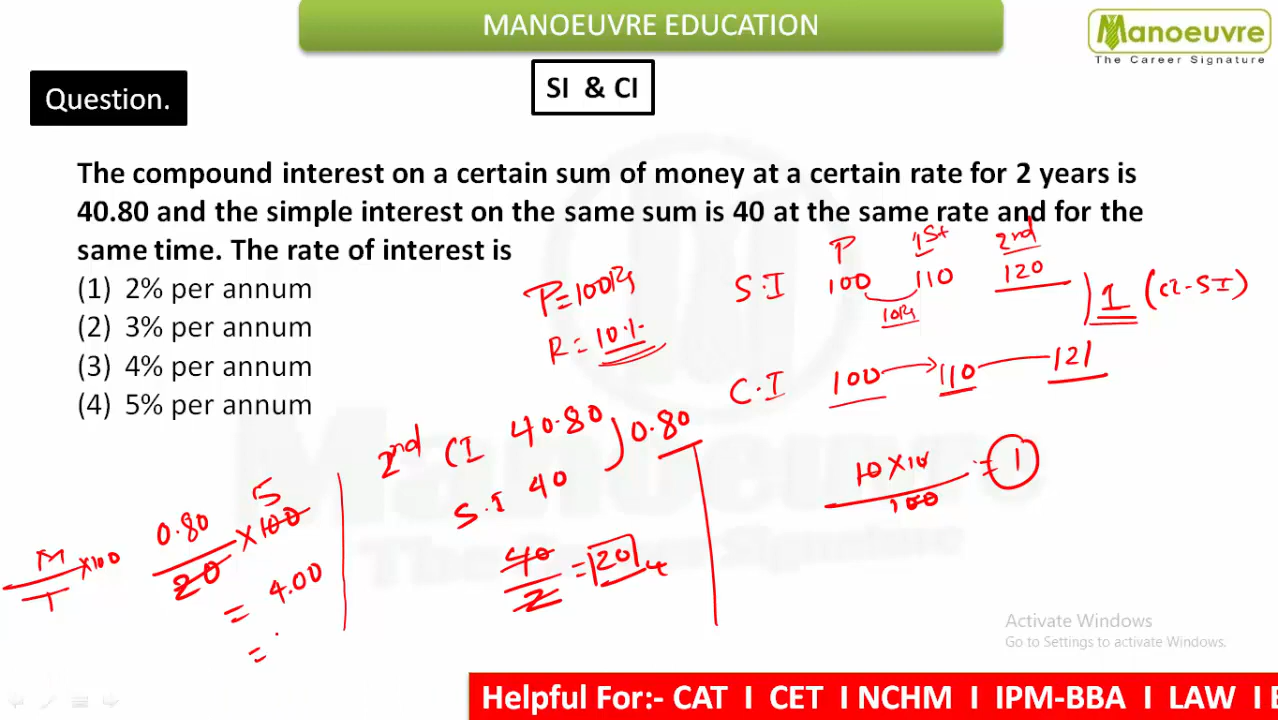 MANOEUVRE EDUCATION
Manoeuvre
The Career Signature
SI & CI
Question.
The compound interest on a certain sum of money at a certain rate for 2 years is
40.80 and the simple interest on the same sum is 40 at the same rate and for the
same time. The rate of interest is
(1) 2% per annum
(2) 3% per annum
(3) 4% per annum
(4) 5% per annum
P 1st 2nd
S.I 100 110 120
1 (CI-SI)
P=100Rs
10Rs
R=10%
C.I 100 110 121
2nd CI 40.80
0.80
S.I 40
10×10
100
= 1
5
0.80
20
×100
M
T
×100
40
2
=20
4
= 4.00
=
Activate Windows
Go to Settings to activate Windows.
Helpful For:- CAT I CET I NCHM I IPM-BBA I LAW I